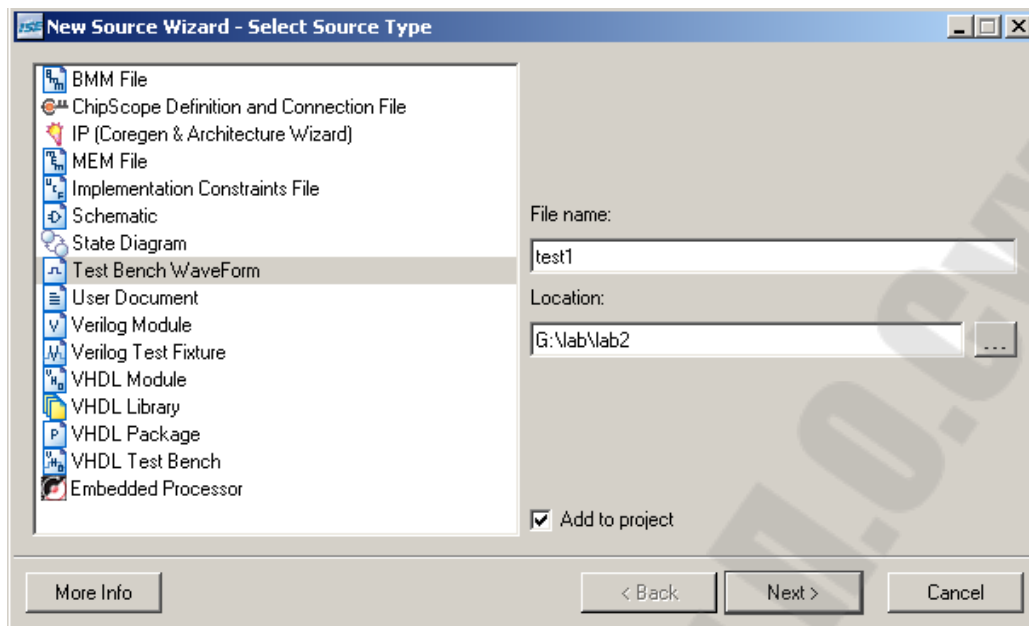 New Source Wizard - Select Source Type
BMM File
ChipScope Definition and Connection File
IP (Coregen & Architecture Wizard)
MEM File
Implementation Constraints File
Schematic
State Diagram
Test Bench WaveForm
User Document
Verilog Module
Verilog Test Fixture
VHDL Module
VHDL Library
VHDL Package
VHDL Test Bench
Embedded Processor
File name:
test1
Location:
G:\lab\lab2
...
Add to project
More Info
< Back
Next >
Cancel